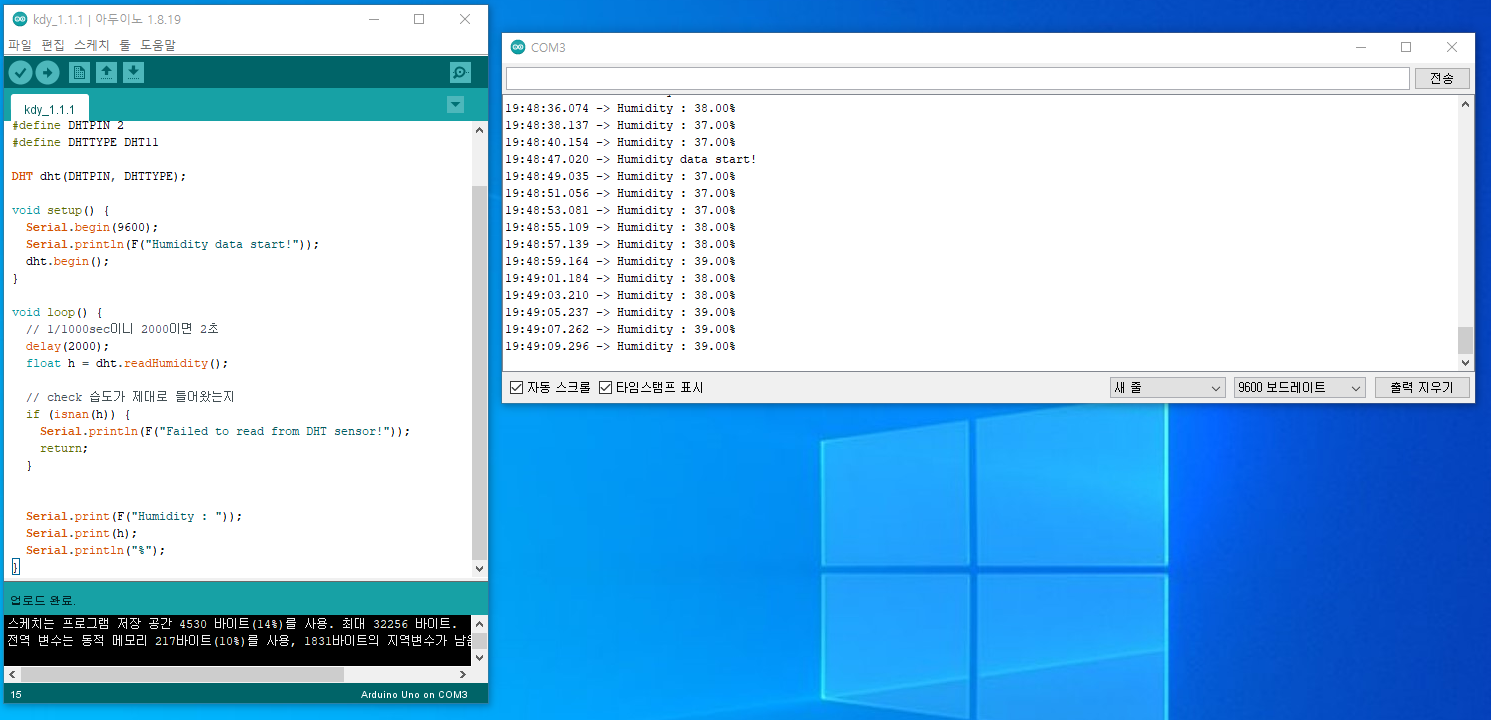 kdy_1.1.1 | 아두이노 1.8.19
파일 편집 스케치 툴 도움말
kdy_1.1.1
#define DHTPIN 2
#define DHTTYPE DHT11
DHT dht(DHTPIN, DHTTYPE);
void setup() {
Serial.begin(9600);
Serial.println(F("Humidity data start!"));
dht.begin();
}
void loop() {
// 1/1000sec이니 2000이면 2초
delay(2000);
float h = dht.readHumidity();
// check 습도가 제대로 들어왔는지
if (isnan(h)) {
Serial.println(F("Failed to read from DHT sensor!"));
return;
}
Serial.print(F("Humidity : "));
Serial.print(h);
Serial.println("%");
}
업로드 완료.
스케치는 프로그램 저장 공간 4530 바이트(14%)를 사용. 최대 32256 바이트.
전역 변수는 동적 메모리 217바이트(10%)를 사용, 1831바이트의 지역변수가 남음
15
Arduino Uno on COM3
COM3
전송
19:48:36.074 -> Humidity : 38.00%
19:48:38.137 -> Humidity : 37.00%
19:48:40.154 -> Humidity : 37.00%
19:48:47.020 -> Humidity data start!
19:48:49.035 -> Humidity : 37.00%
19:48:51.056 -> Humidity : 37.00%
19:48:53.081 -> Humidity : 37.00%
19:48:55.109 -> Humidity : 38.00%
19:48:57.139 -> Humidity : 38.00%
19:48:59.164 -> Humidity : 39.00%
19:49:01.184 -> Humidity : 38.00%
19:49:03.210 -> Humidity : 38.00%
19:49:05.237 -> Humidity : 39.00%
19:49:07.262 -> Humidity : 39.00%
19:49:09.296 -> Humidity : 39.00%
자동 스크롤 타임스탬프 표시
새 줄
9600 보드레이트
출력 지우기